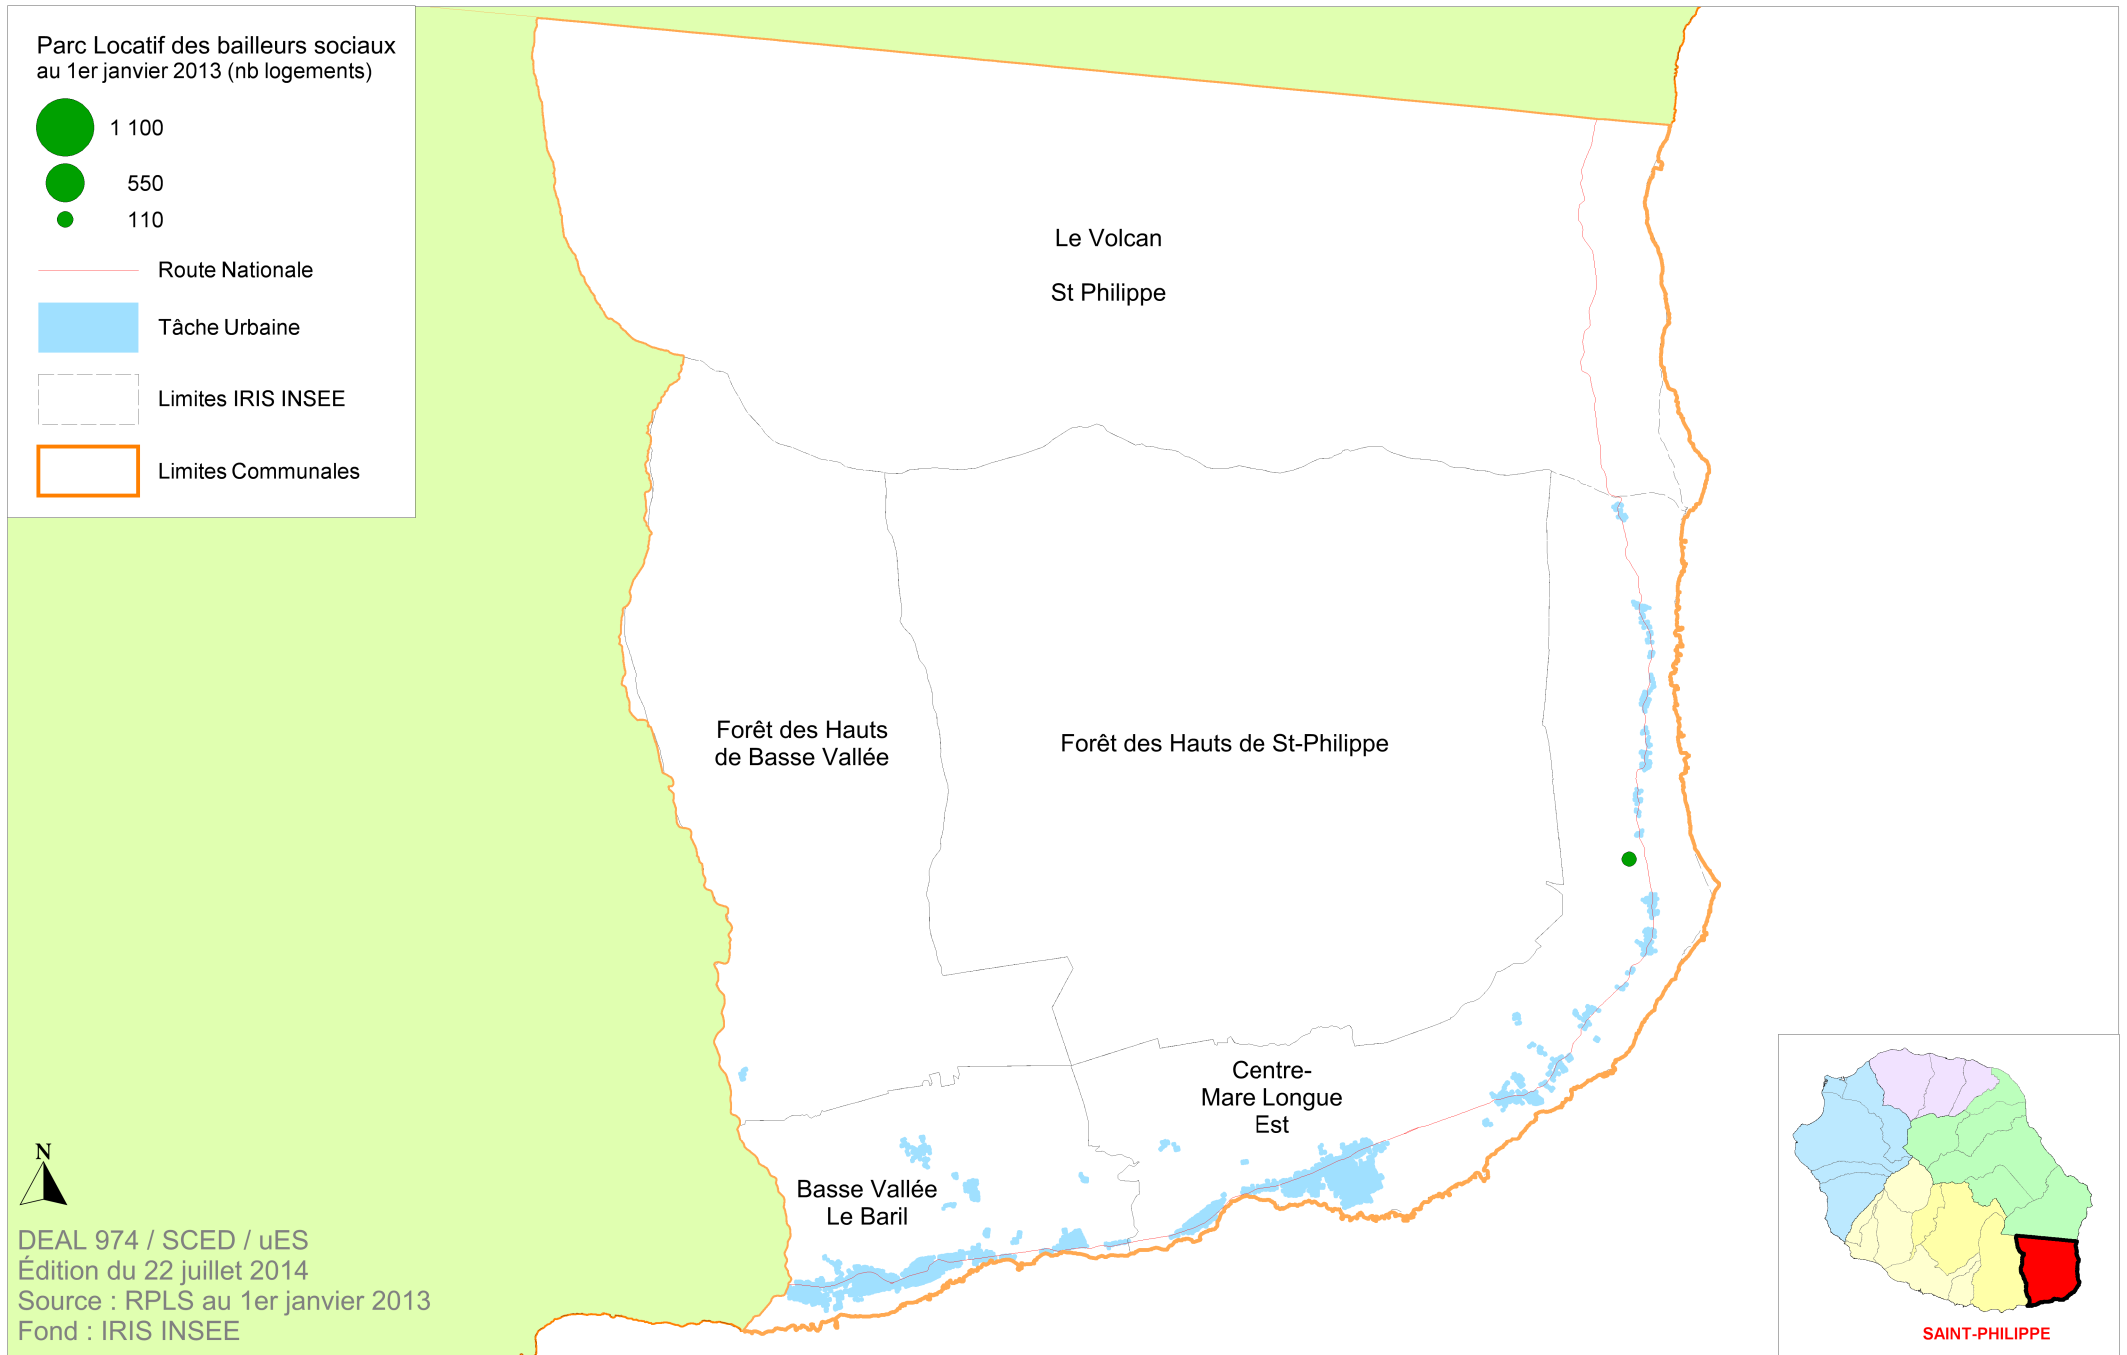 Parc Locatif des bailleurs sociaux
au 1er janvier 2013 (nb logements)
1 100
550
110
Route Nationale
Tâche Urbaine
Limites IRIS INSEE
Limites Communales
Le Volcan
St Philippe
Forêt des Hauts
de Basse Vallée
Forêt des Hauts de St-Philippe
Centre-
Mare Longue
Est
Basse Vallée
Le Baril
N
DEAL 974 / SCED / uES
Édition du 22 juillet 2014
Source : RPLS au 1er janvier 2013
Fond : IRIS INSEE
SAINT-PHILIPPE